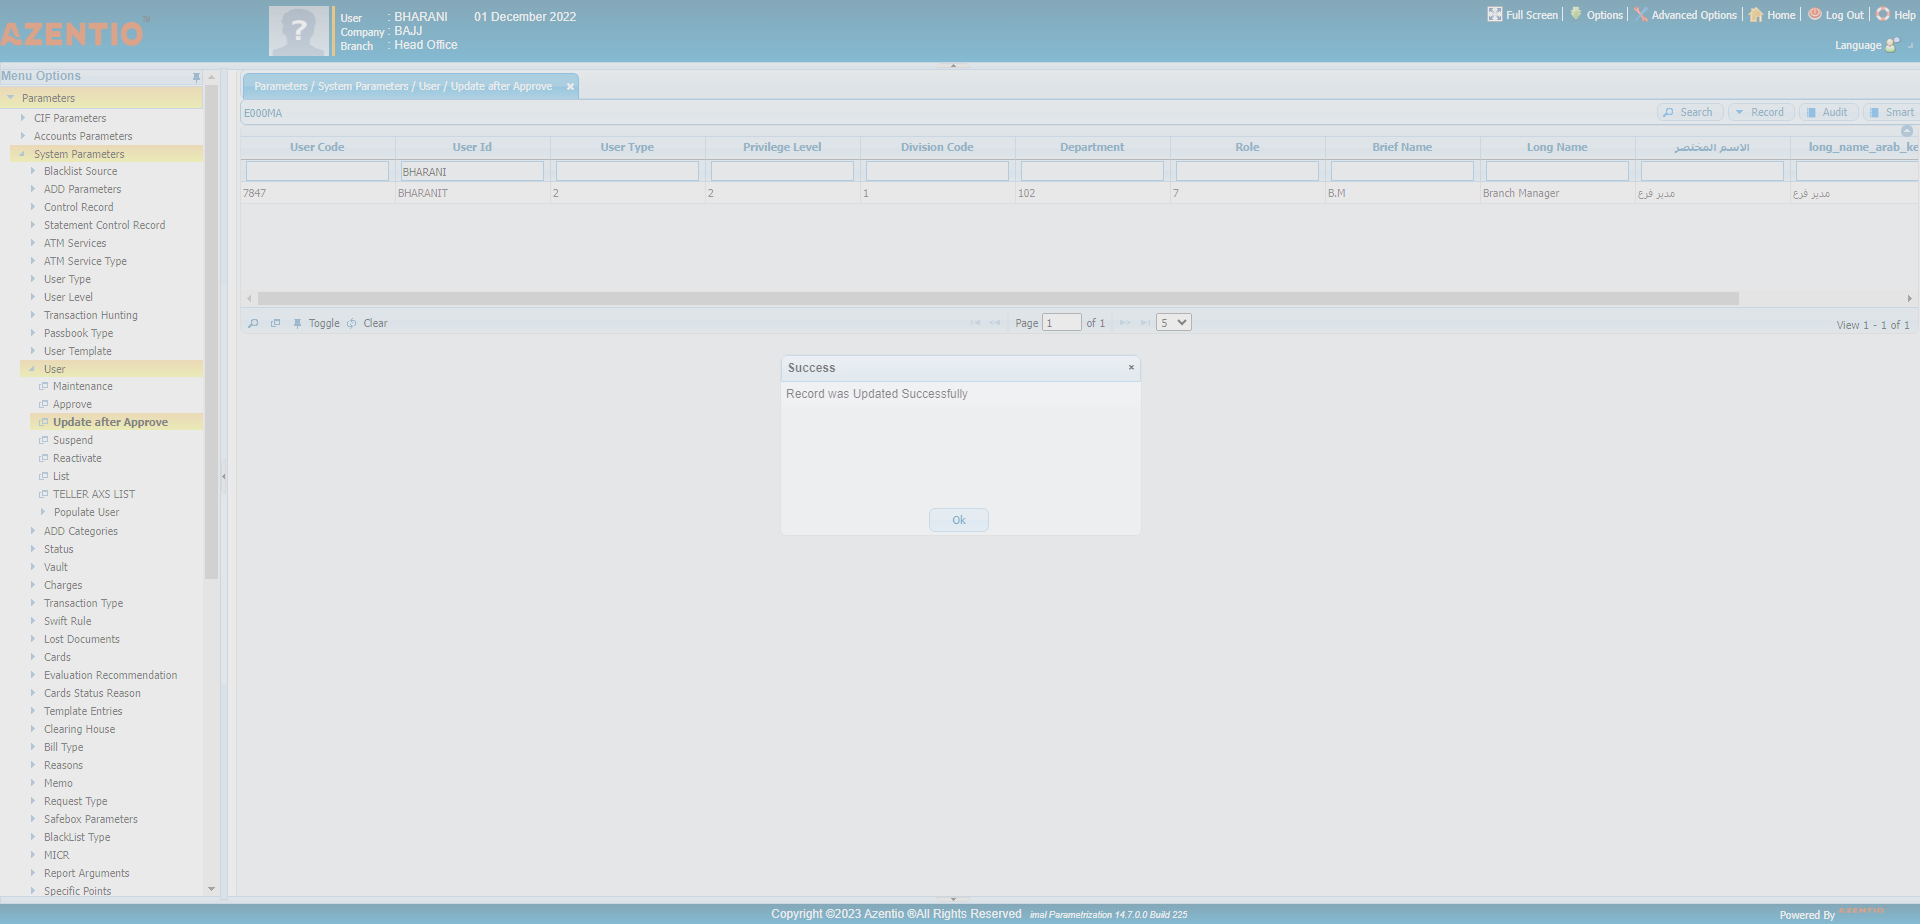 AZENTIO™
User : BHARANI 01 December 2022
Company : BAJJ
Branch : Head Office
Full Screen Options Advanced Options Home Log Out Help
Language
Menu Options
Parameters
CIF Parameters
Accounts Parameters
System Parameters
Blacklist Source
ADD Parameters
Control Record
Statement Control Record
ATM Services
ATM Service Type
User Type
User Level
Transaction Hunting
Passbook Type
User Template
User
Maintenance
Approve
Update after Approve
Suspend
Reactivate
List
TELLER AXS LIST
Populate User
ADD Categories
Status
Vault
Charges
Transaction Type
Swift Rule
Lost Documents
Cards
Evaluation Recommendation
Cards Status Reason
Template Entries
Clearing House
Bill Type
Reasons
Memo
Request Type
Safebox Parameters
BlackList Type
MICR
Report Arguments
Specific Points
Parameters / System Parameters / User / Update after Approve
E000MA
Search Record Audit Smart
User Code User Id User Type Privilege Level Division Code Department Role Brief Name Long Name الاسم المختصر long_name_arab_ke
BHARANI
7847 BHARANIT 2 2 1 102 7 B.M Branch Manager مدير فرع مدير فرع
Toggle Clear
Page 1 of 1 5
View 1 - 1 of 1
Success
Record was Updated Successfully
Ok
Copyright ©2023 Azentio ®All Rights Reserved imal Parametrization 14.7.0.0 Build 225
Powered By AZENTIO